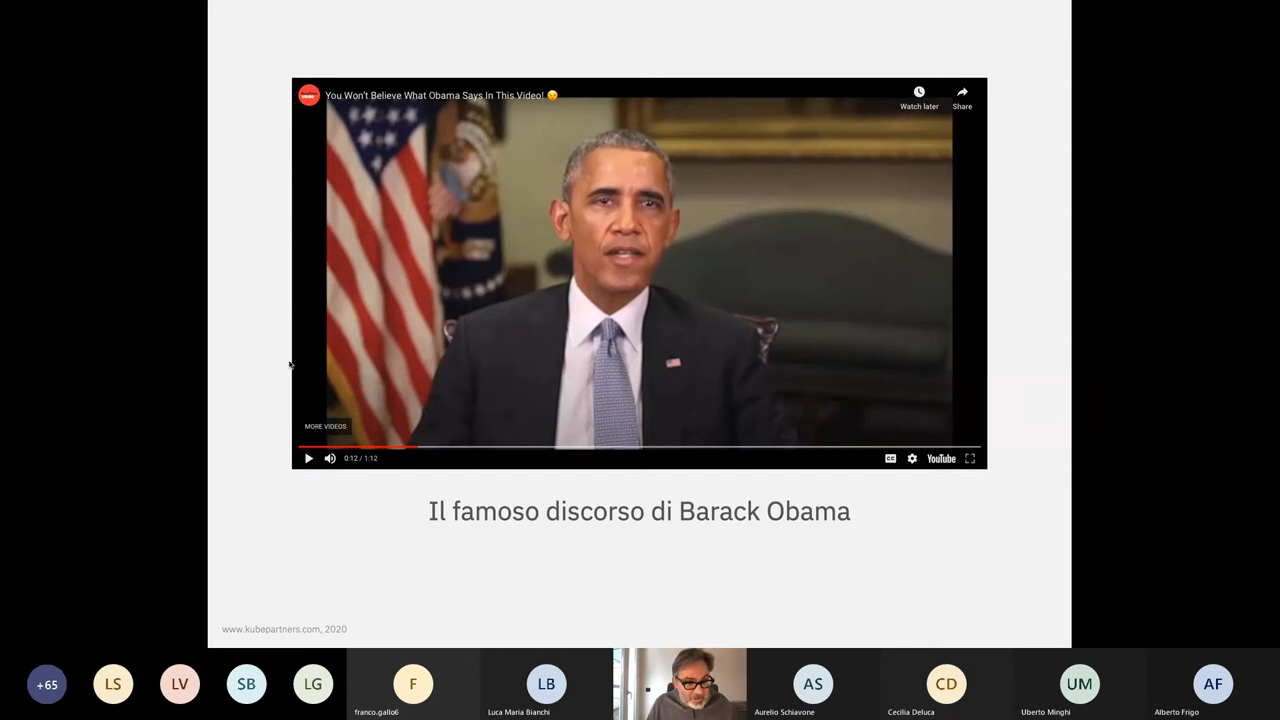 You Won't Believe What Obama Says In This Video! 😏
Watch later
Share
MORE VIDEOS
0:12 / 1:12
CC
YouTube
Il famoso discorso di Barack Obama
www.kubepartners.com, 2020
+65
LS
LV
SB
LG
F
franco.gallo6
LB
Luca Maria Bianchi
AS
Aurelio Schiavone
CD
Cecilia Deluca
UM
Uberto Minghi
AF
Alberto Frigo